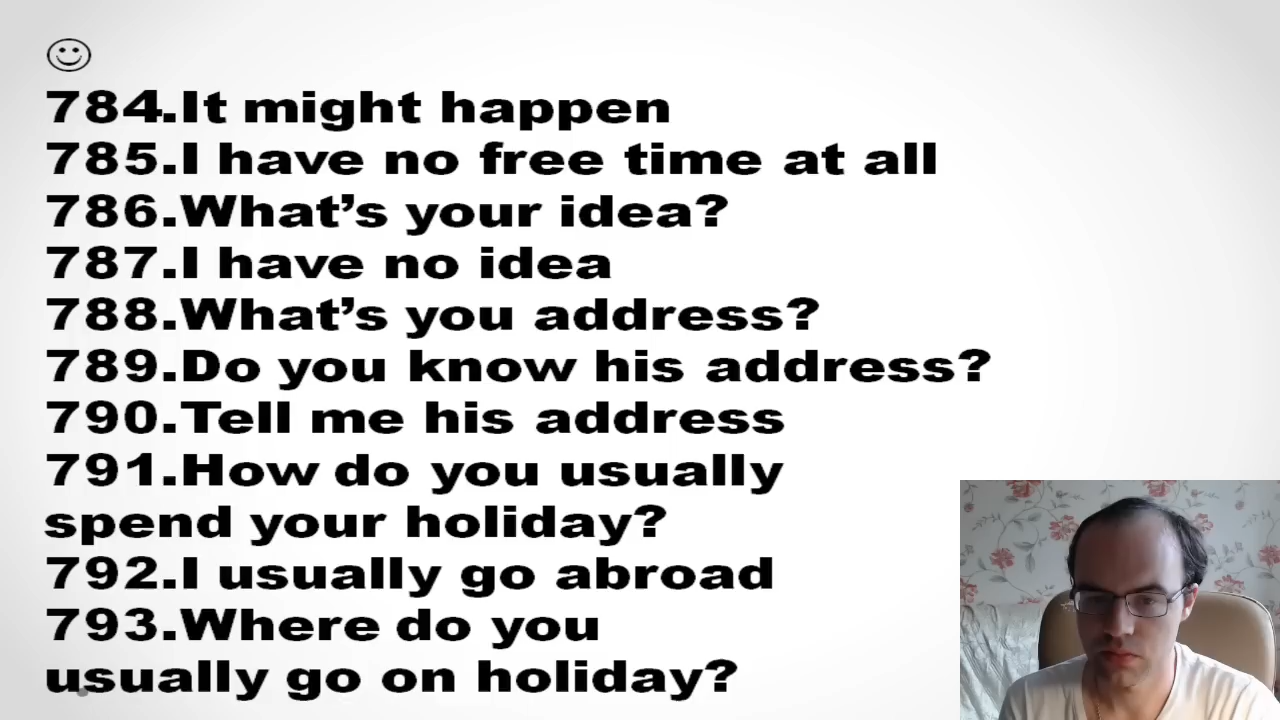 784.It might happen
785.I have no free time at all
786.What’s your idea?
787.I have no idea
788.What’s you address?
789.Do you know his address?
790.Tell me his address
791.How do you usually
spend your holiday?
792.I usually go abroad
793.Where do you
usually go on holiday?